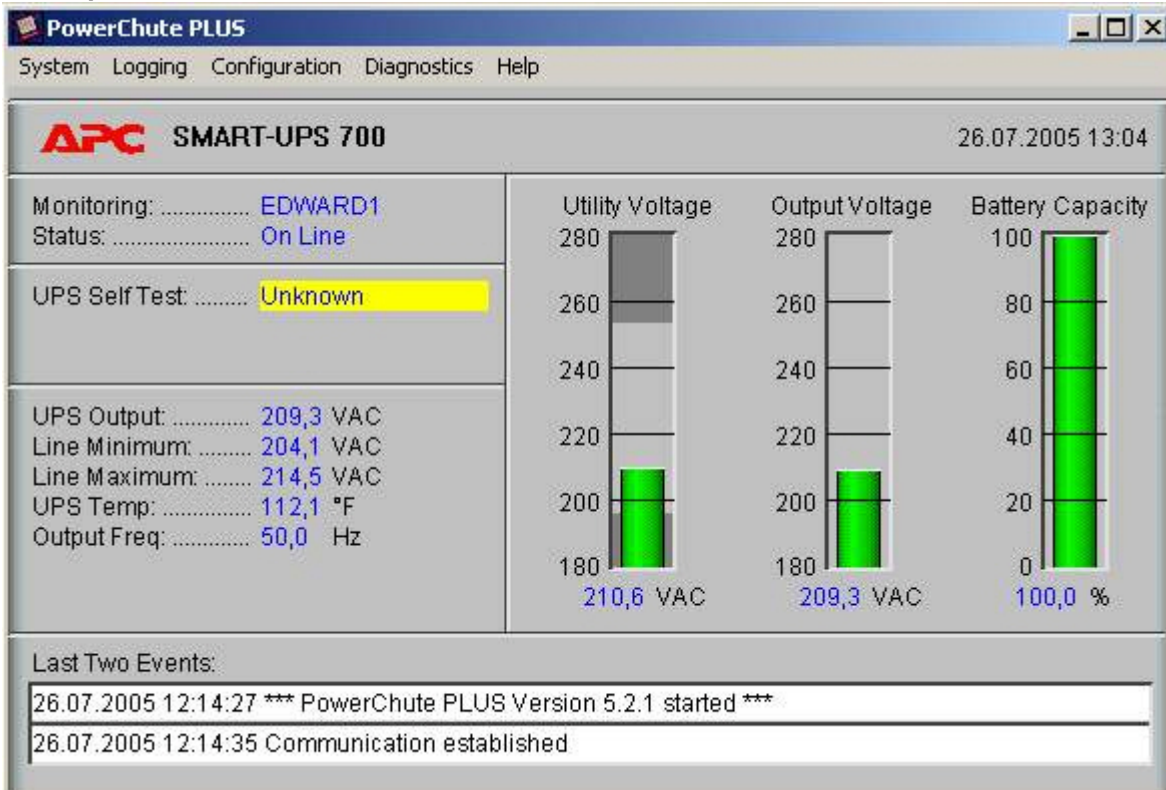 PowerChute PLUS
System Logging Configuration Diagnostics Help
APC SMART-UPS 700 26.07.2005 13:04
Monitoring: .............. EDWARD1
Status: ...................... On Line
UPS Self Test: ......... Unknown
UPS Output: ............ 209,3 VAC
Line Minimum: ......... 204,1 VAC
Line Maximum: ........ 214,5 VAC
UPS Temp: .............. 112,1 °F
Output Freq: ............ 50,0 Hz
Utility Voltage
280
260
240
220
200
180
210,6 VAC
Output Voltage
280
260
240
220
200
180
209,3 VAC
Battery Capacity
100
80
60
40
20
0
100,0 %
Last Two Events:
26.07.2005 12:14:27 *** PowerChute PLUS Version 5.2.1 started ***
26.07.2005 12:14:35 Communication established